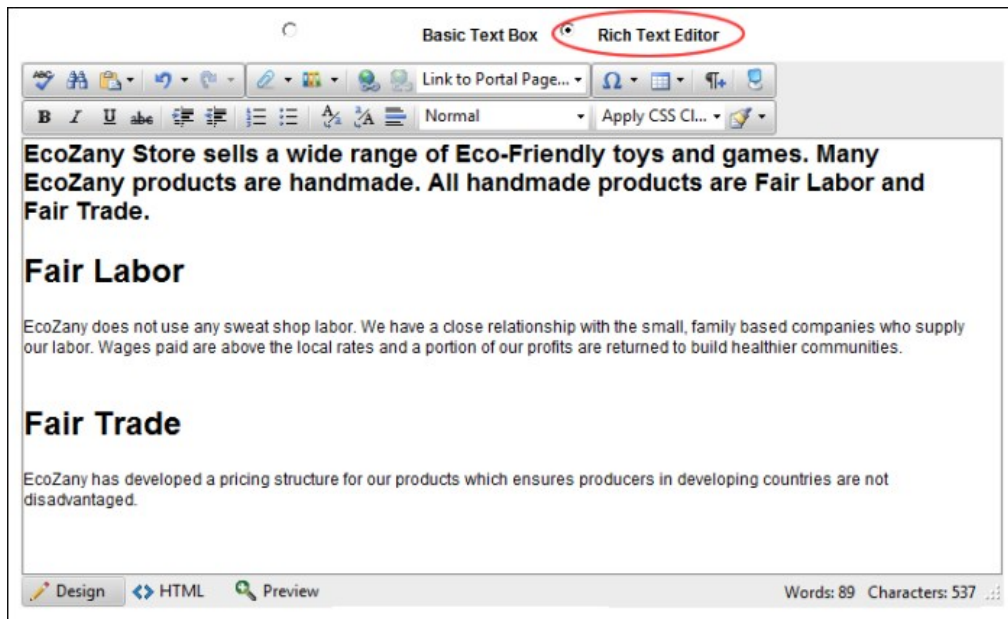 Basic Text Box Rich Text Editor
ABC Link to Portal Page... Ω ¶
B I U abc Normal Apply CSS Cl...
EcoZany Store sells a wide range of Eco-Friendly toys and games. Many
EcoZany products are handmade. All handmade products are Fair Labor and
Fair Trade.
Fair Labor
EcoZany does not use any sweat shop labor. We have a close relationship with the small, family based companies who supply
our labor. Wages paid are above the local rates and a portion of our profits are returned to build healthier communities.
Fair Trade
EcoZany has developed a pricing structure for our products which ensures producers in developing countries are not
disadvantaged.
Design HTML Preview Words: 89 Characters: 537